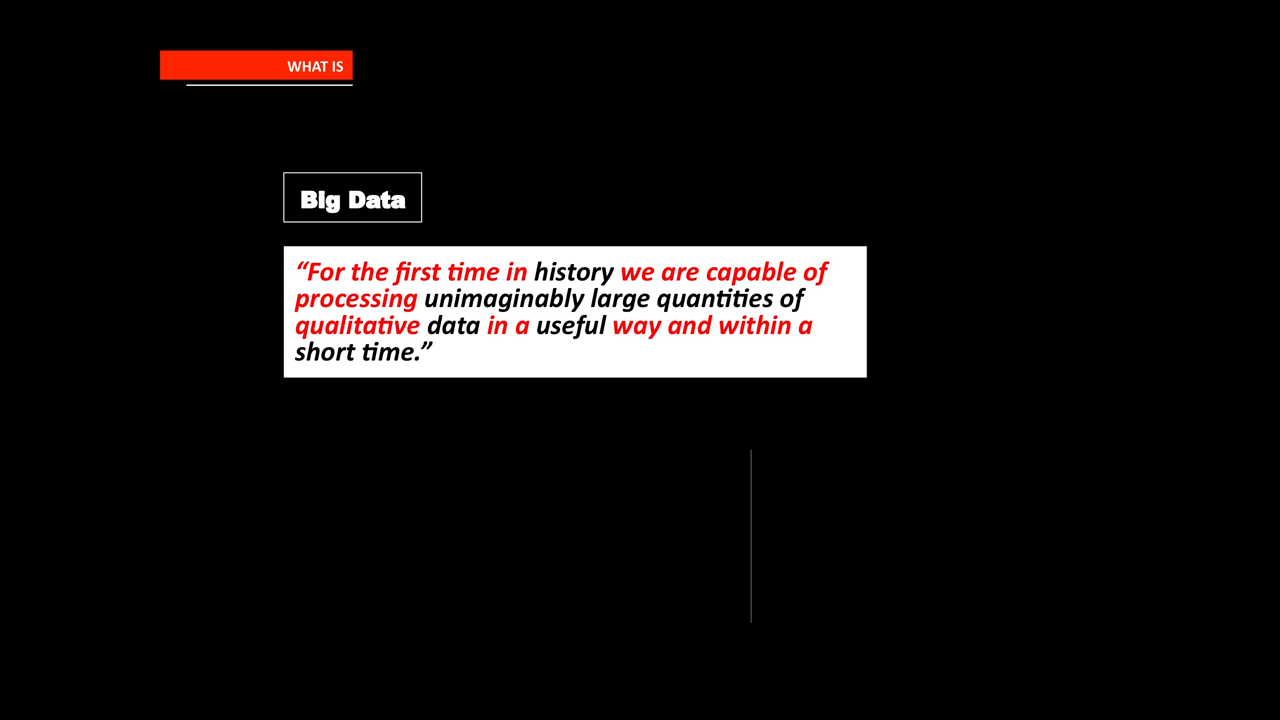 WHAT IS
BIg Data
“For the first time in history we are capable of
processing unimaginably large quantities of
qualitative data in a useful way and within a
short time.”